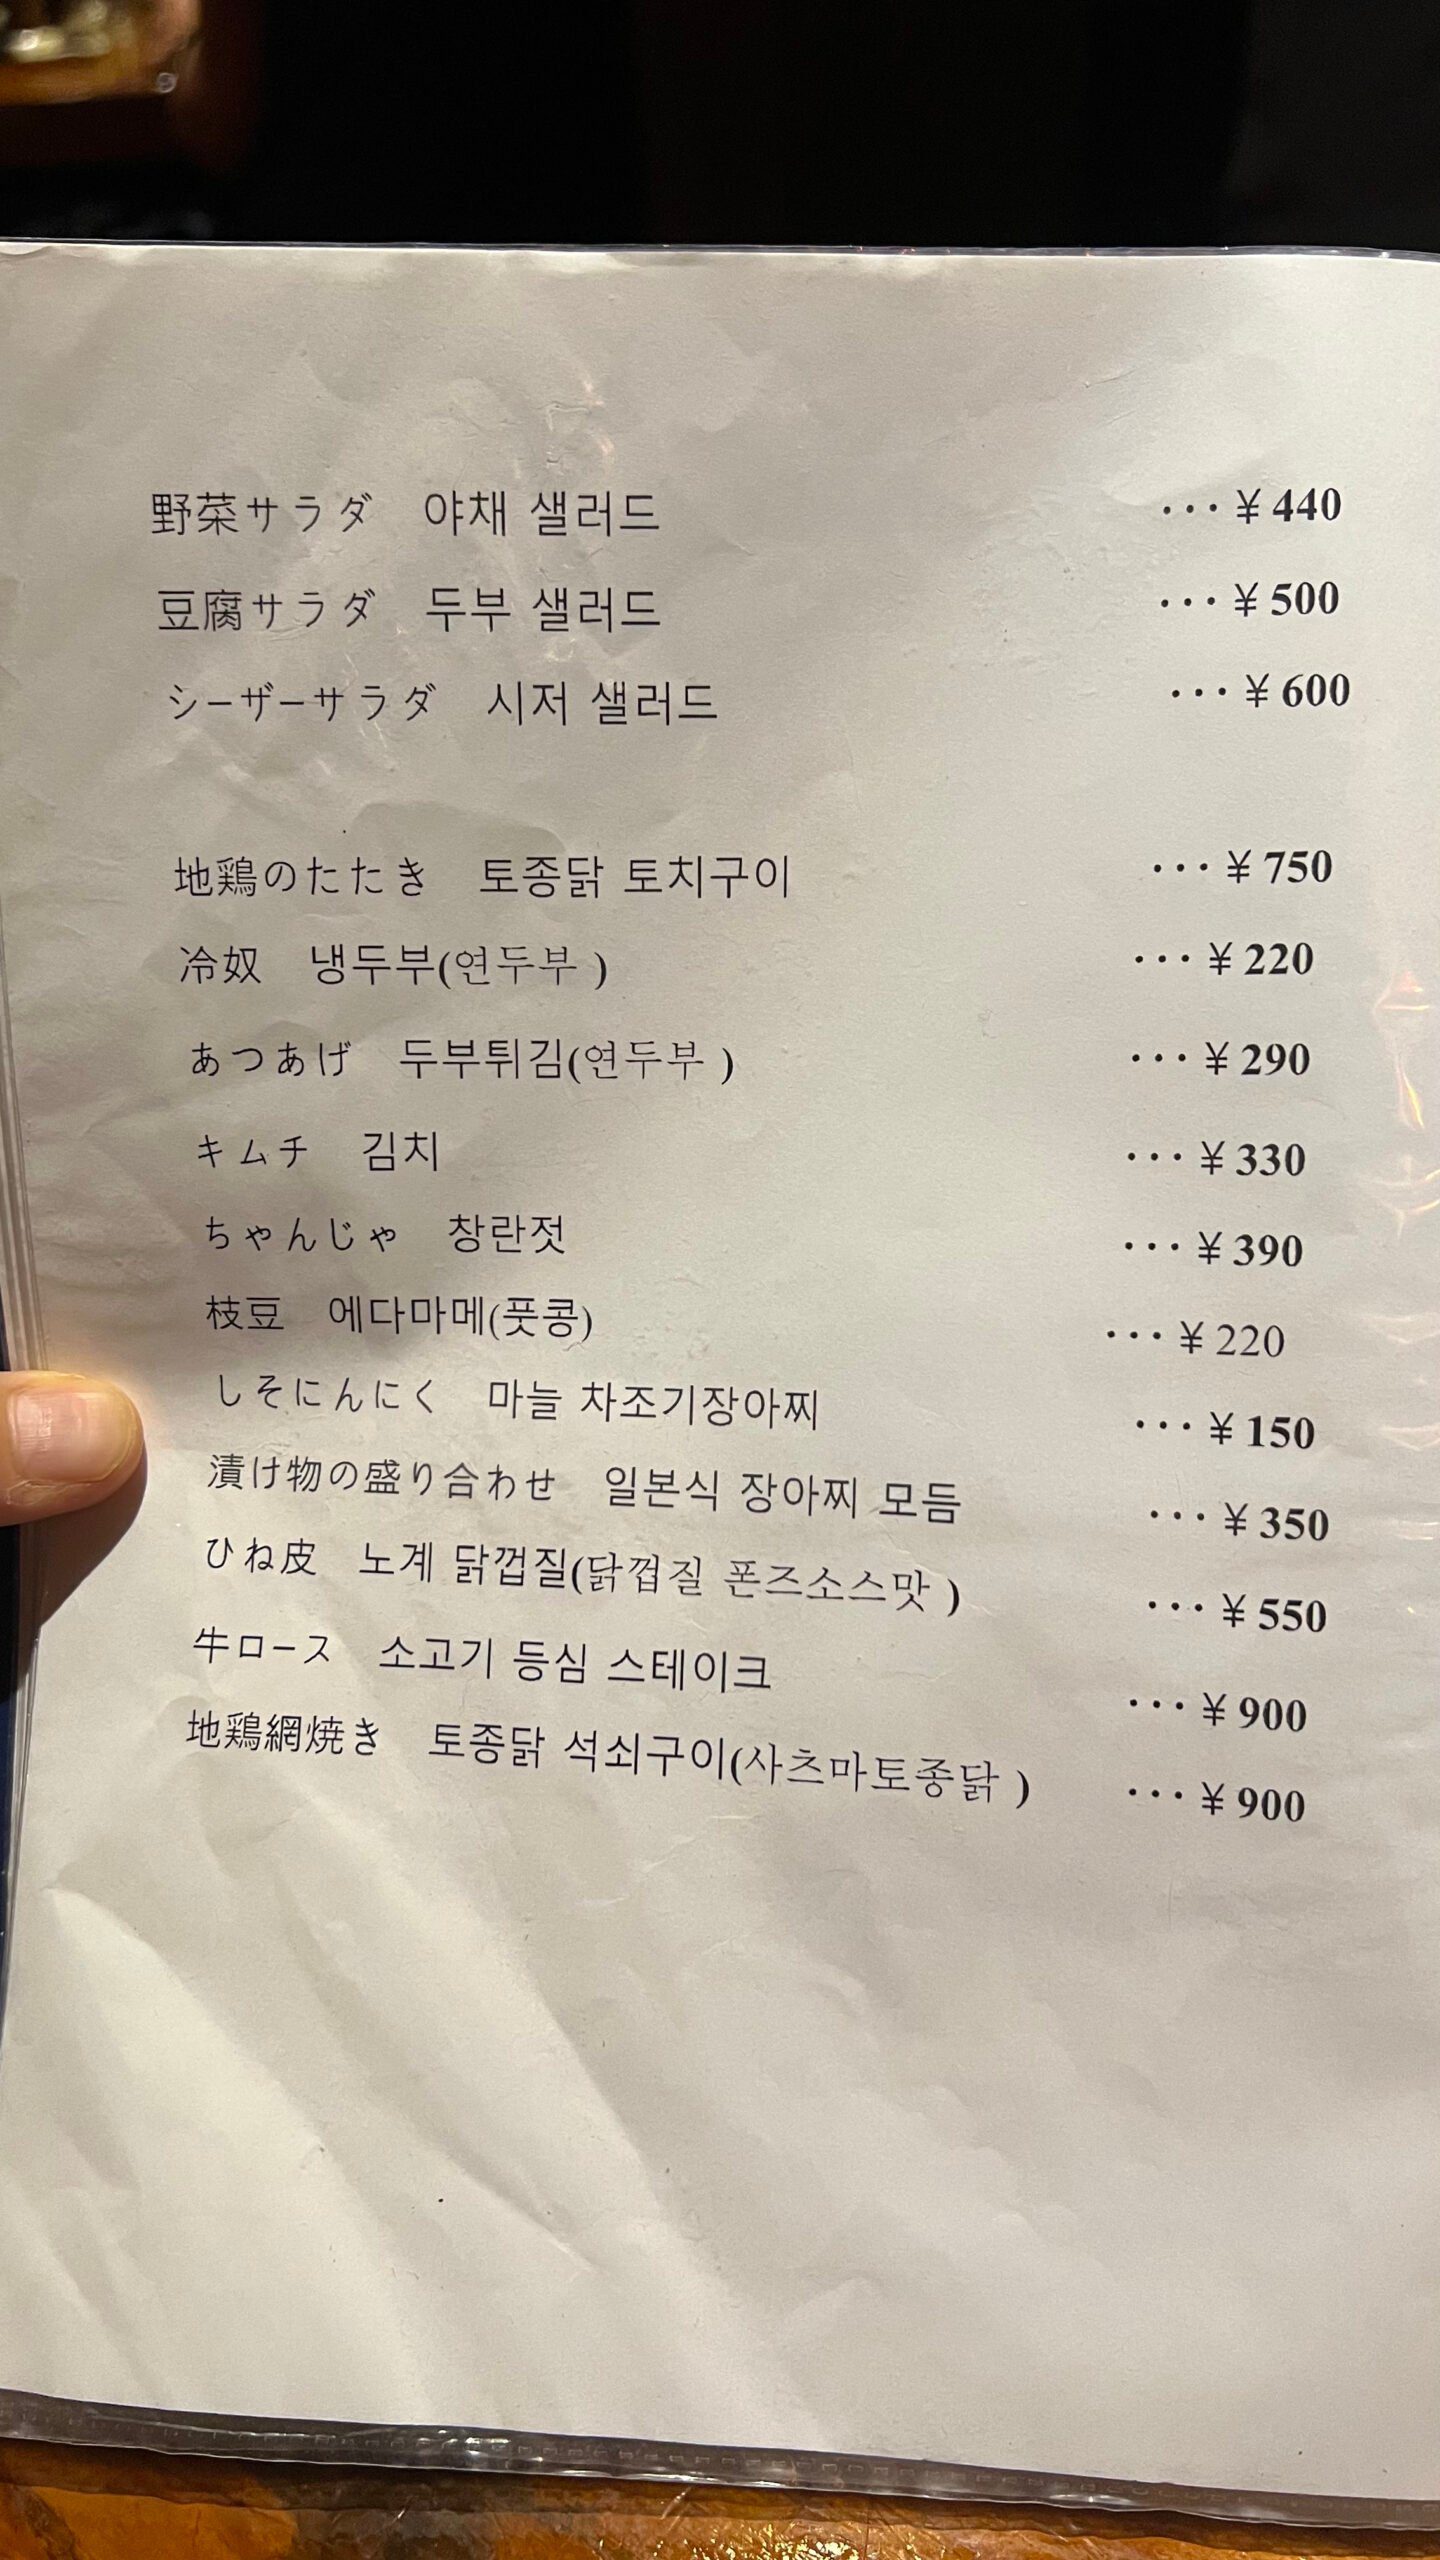 野菜サラダ 야채 샐러드 ・・・￥440
豆腐サラダ 두부 샐러드 ・・・￥500
シーザーサラダ 시저 샐러드 ・・・￥600
地鶏のたたき 토종닭 토치구이 ・・・￥750
冷奴 냉두부(연두부 ) ・・・￥220
あつあげ 두부튀김(연두부 ) ・・・￥290
キムチ 김치 ・・・￥330
ちゃんじゃ 창란젓 ・・・￥390
枝豆 에다마메(풋콩) ・・・￥220
しそにんにく 마늘 차조기장아찌 ・・・￥150
漬け物の盛り合わせ 일본식 장아찌 모듬 ・・・￥350
ひね皮 노계 닭껍질(닭껍질 폰즈소스맛 ) ・・・￥550
牛ロース 소고기 등심 스테이크 ・・・￥900
地鶏網焼き 토종닭 석쇠구이(사츠마토종닭 ) ・・・￥900